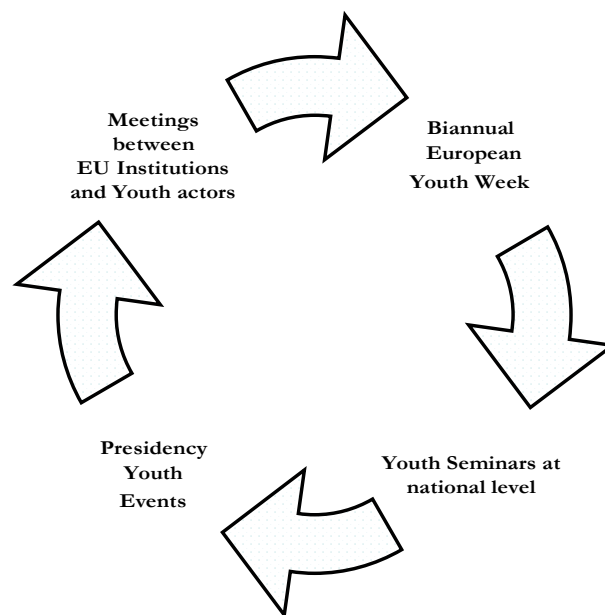 Meetings
between
EU Institutions
and Youth actors
Biannual
European
Youth Week
Youth Seminars at
national level
Presidency
Youth
Events